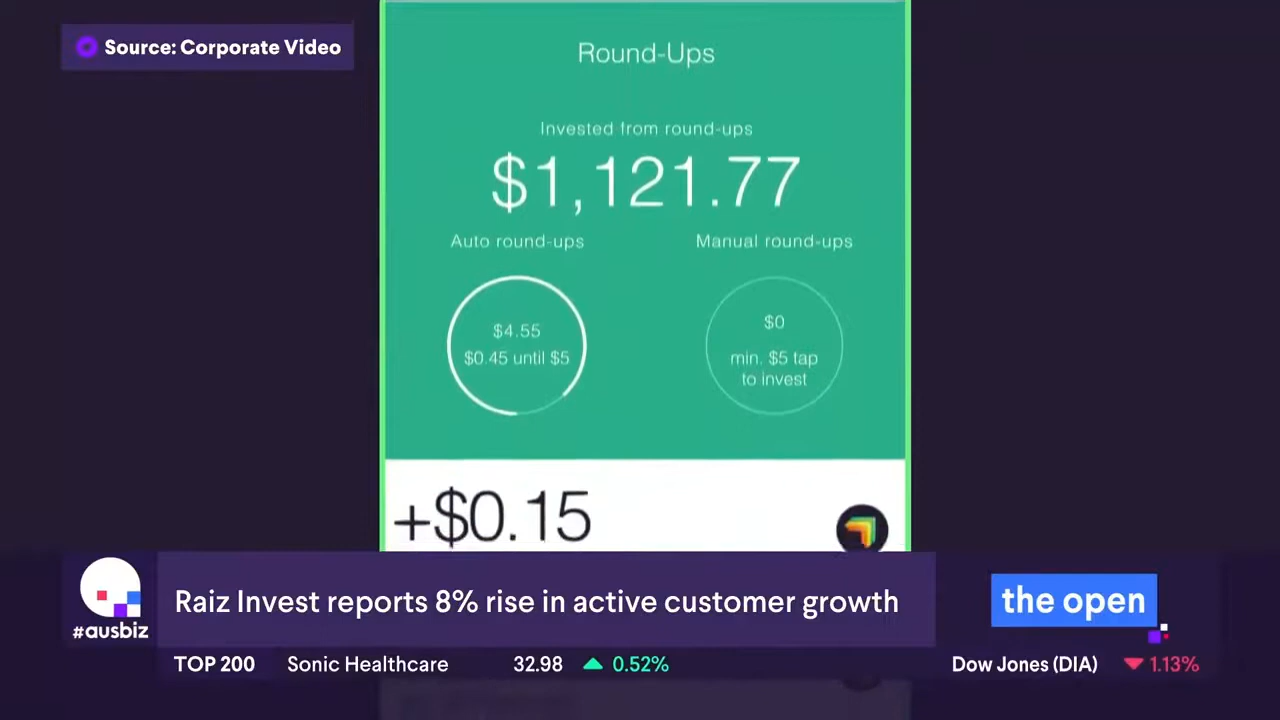 Source: Corporate Video
Round-Ups
Invested from round-ups
$1,121.77
Auto round-ups
Manual round-ups
$4.55
$0.45 until $5
$0
min. $5 tap
to invest
+$0.15
#ausbiz
Raiz Invest reports 8% rise in active customer growth
the open
TOP 200 Sonic Healthcare 32.98 0.52% Dow Jones (DIA) 1.13%